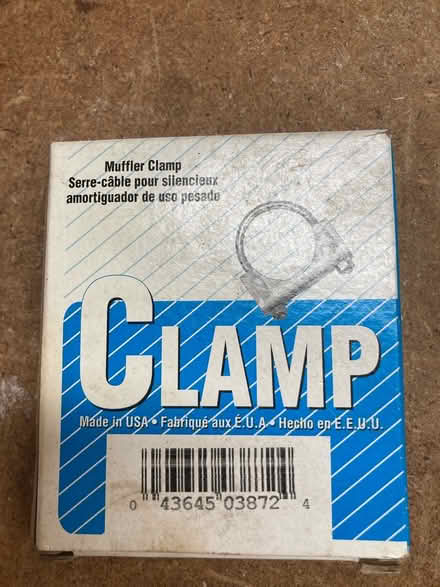 Muffler Clamp
Serre-câble pour silencieux
amortiguador de uso pesado
CLAMP
Made in USA • Fabriqué aux É.U.A • Hecho en E.E.U.U.
0 43645 03872 4